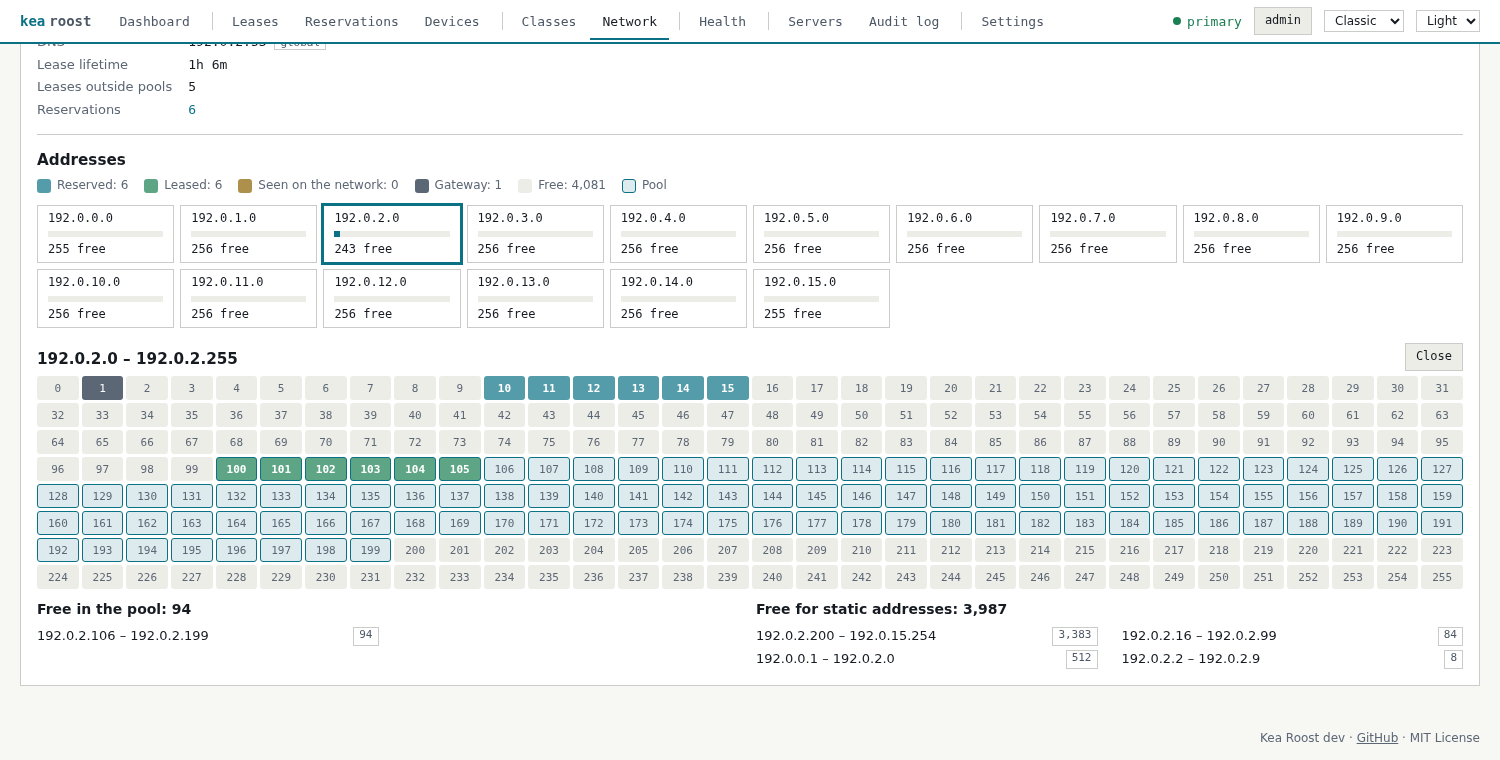 kea roost Dashboard Leases Reservations Devices Classes Network Health Servers Audit log Settings primary admin Classic Light
DNS 192.0.2.53 global
Lease lifetime 1h 6m
Leases outside pools 5
Reservations 6
Addresses
Reserved: 6 Leased: 6 Seen on the network: 0 Gateway: 1 Free: 4,081 Pool
192.0.0.0 192.0.1.0 192.0.2.0 192.0.3.0 192.0.4.0 192.0.5.0 192.0.6.0 192.0.7.0 192.0.8.0 192.0.9.0
255 free 256 free 243 free 256 free 256 free 256 free 256 free 256 free 256 free 256 free
192.0.10.0 192.0.11.0 192.0.12.0 192.0.13.0 192.0.14.0 192.0.15.0
256 free 256 free 256 free 256 free 256 free 255 free
192.0.2.0 – 192.0.2.255 Close
0 1 2 3 4 5 6 7 8 9 10 11 12 13 14 15 16 17 18 19 20 21 22 23 24 25 26 27 28 29 30 31
32 33 34 35 36 37 38 39 40 41 42 43 44 45 46 47 48 49 50 51 52 53 54 55 56 57 58 59 60 61 62 63
64 65 66 67 68 69 70 71 72 73 74 75 76 77 78 79 80 81 82 83 84 85 86 87 88 89 90 91 92 93 94 95
96 97 98 99 100 101 102 103 104 105 106 107 108 109 110 111 112 113 114 115 116 117 118 119 120 121 122 123 124 125 126 127
128 129 130 131 132 133 134 135 136 137 138 139 140 141 142 143 144 145 146 147 148 149 150 151 152 153 154 155 156 157 158 159
160 161 162 163 164 165 166 167 168 169 170 171 172 173 174 175 176 177 178 179 180 181 182 183 184 185 186 187 188 189 190 191
192 193 194 195 196 197 198 199 200 201 202 203 204 205 206 207 208 209 210 211 212 213 214 215 216 217 218 219 220 221 222 223
224 225 226 227 228 229 230 231 232 233 234 235 236 237 238 239 240 241 242 243 244 245 246 247 248 249 250 251 252 253 254 255
Free in the pool: 94 Free for static addresses: 3,987
192.0.2.106 – 192.0.2.199 94 192.0.2.200 – 192.0.15.254 3,383 192.0.2.16 – 192.0.2.99 84
192.0.0.1 – 192.0.2.0 512 192.0.2.2 – 192.0.2.9 8
Kea Roost dev · GitHub · MIT License